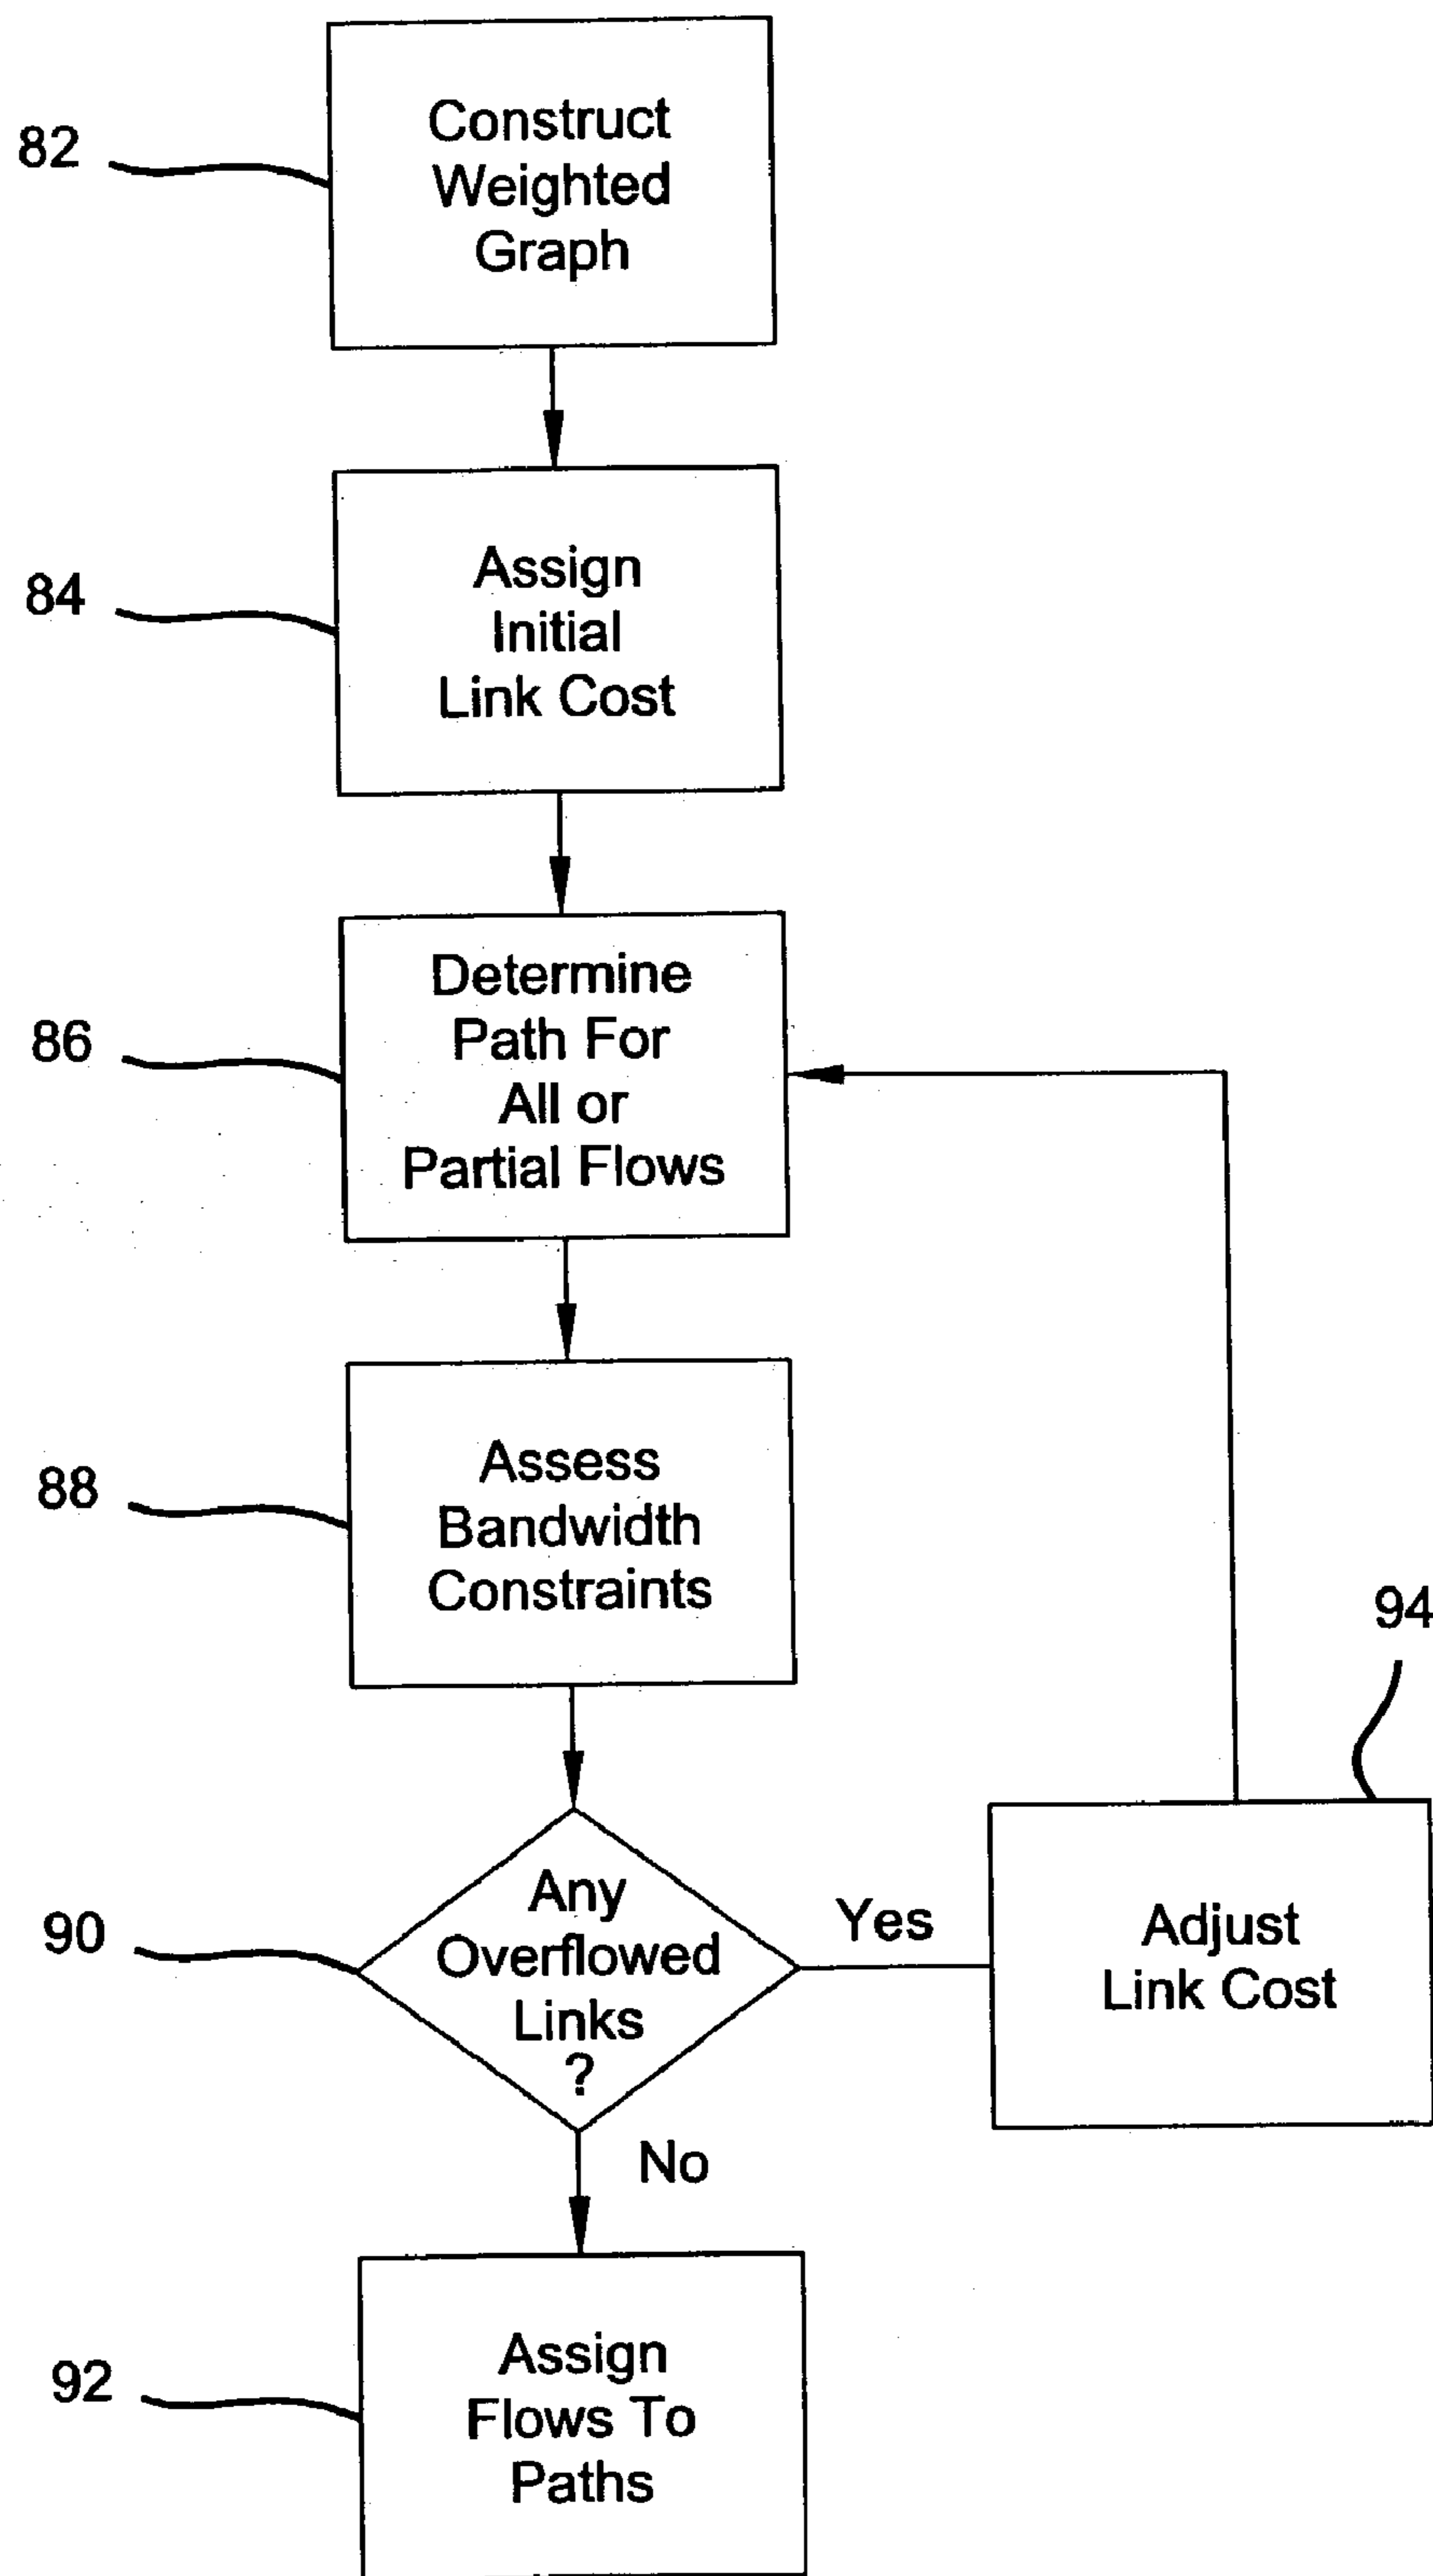 82
Construct
Weighted
Graph
84
Assign
Initial
Link Cost
86
Determine
Path For
All or
Partial Flows
88
Assess
Bandwidth
Constraints
90
Any
Overflowed
Links
?
Yes
94
Adjust
Link Cost
No
92
Assign
Flows To
Paths